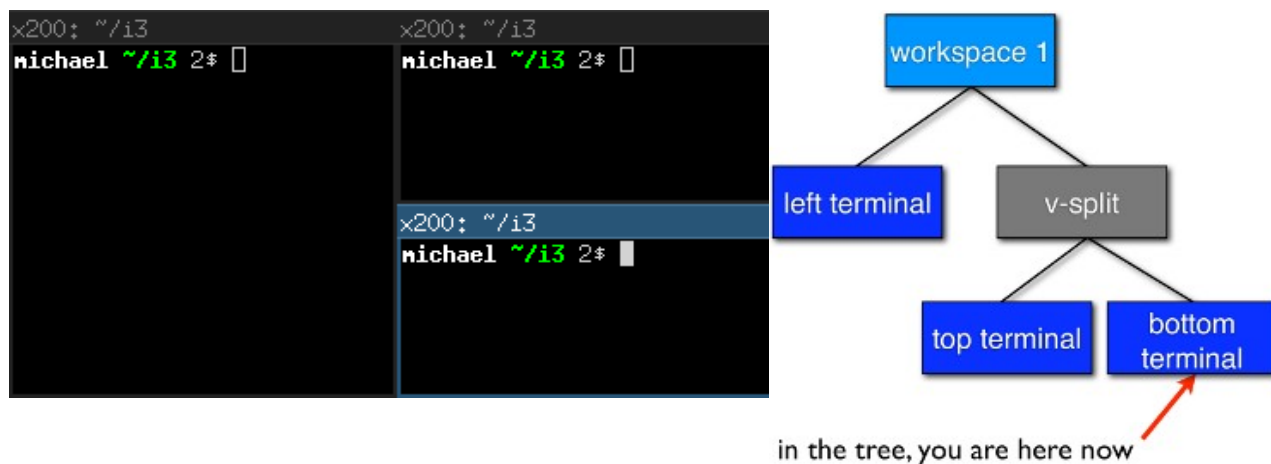 x200: ~/i3
michael ~/i3 2$
x200: ~/i3
michael ~/i3 2$
x200: ~/i3
michael ~/i3 2$
workspace 1
left terminal
v-split
top terminal
bottom
terminal
in the tree, you are here now